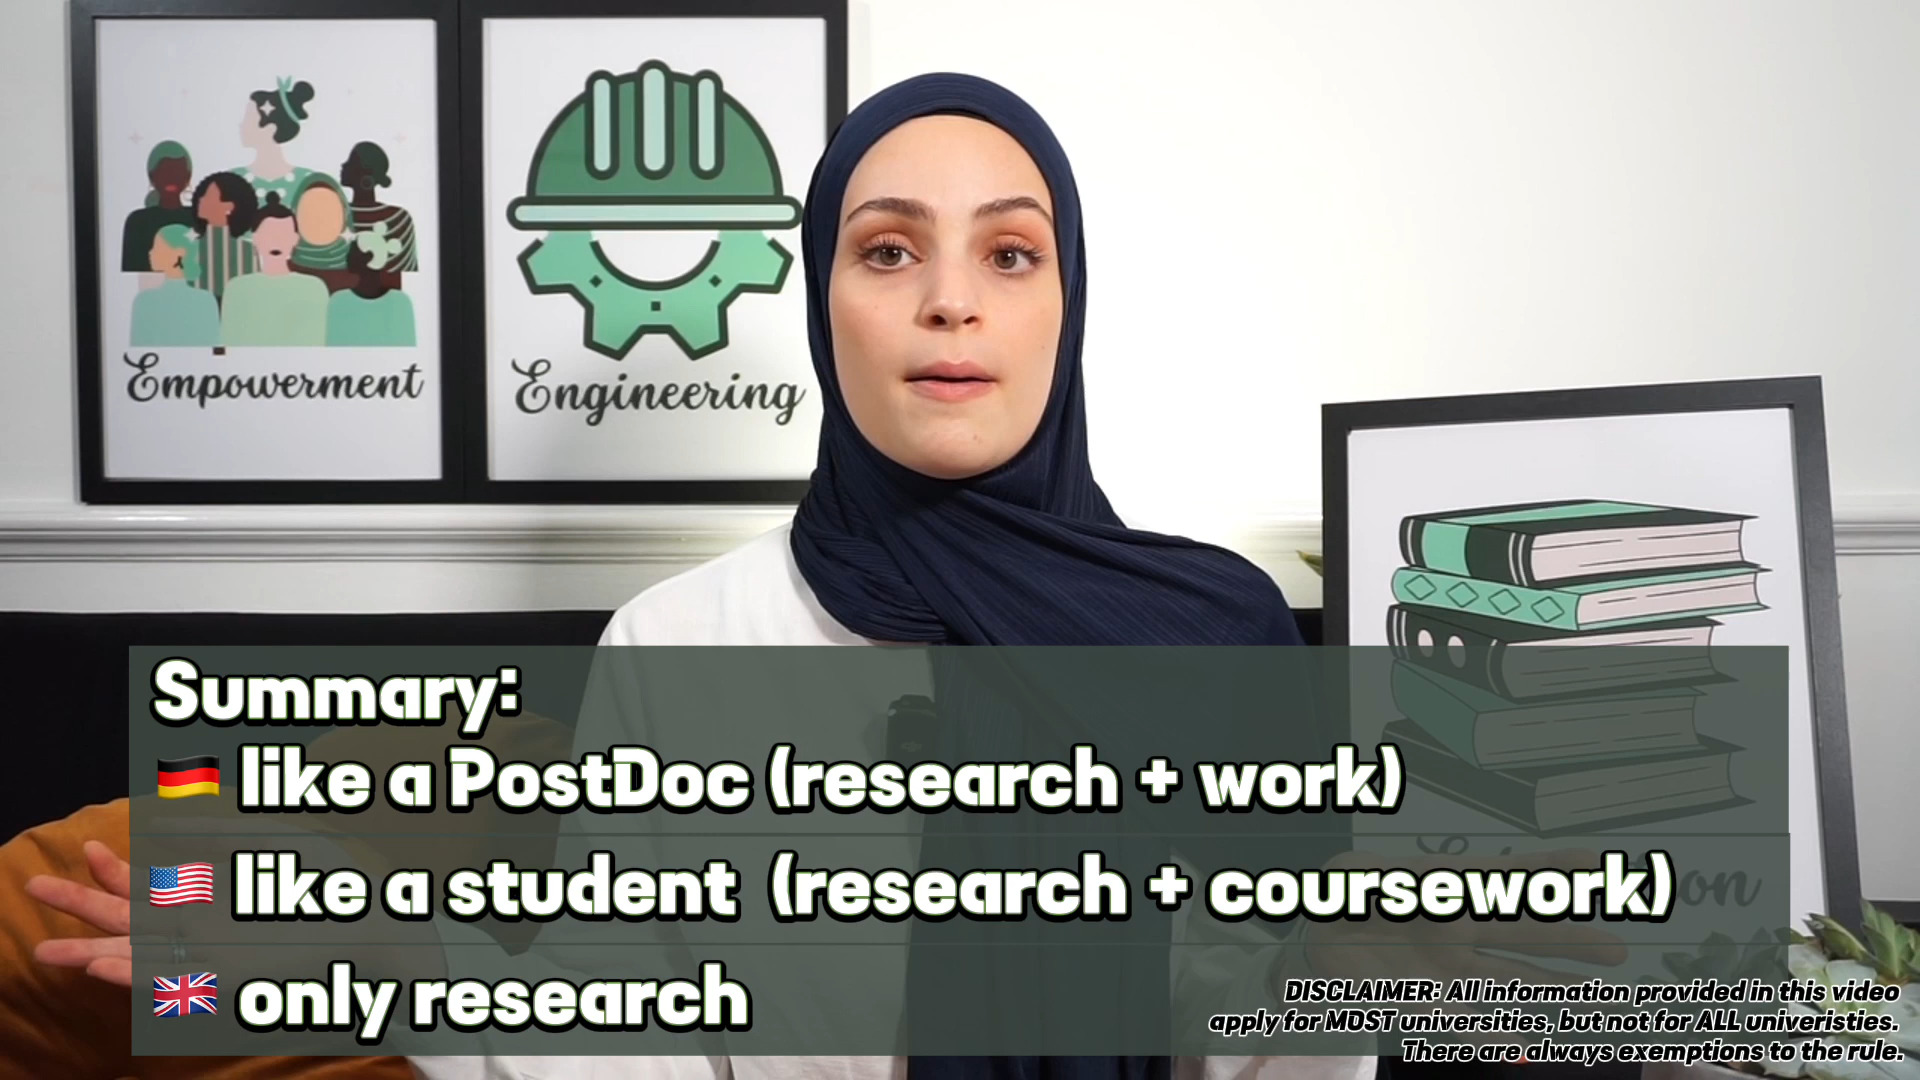 Empowerment
Engineering
Summary:
🇩🇪 like a PostDoc (research + work)
🇺🇸 like a student (research + coursework)
🇬🇧 only research
DISCLAIMER: All information provided in this video
apply for MOST universities, but not for ALL univeristies.
There are always exemptions to the rule.